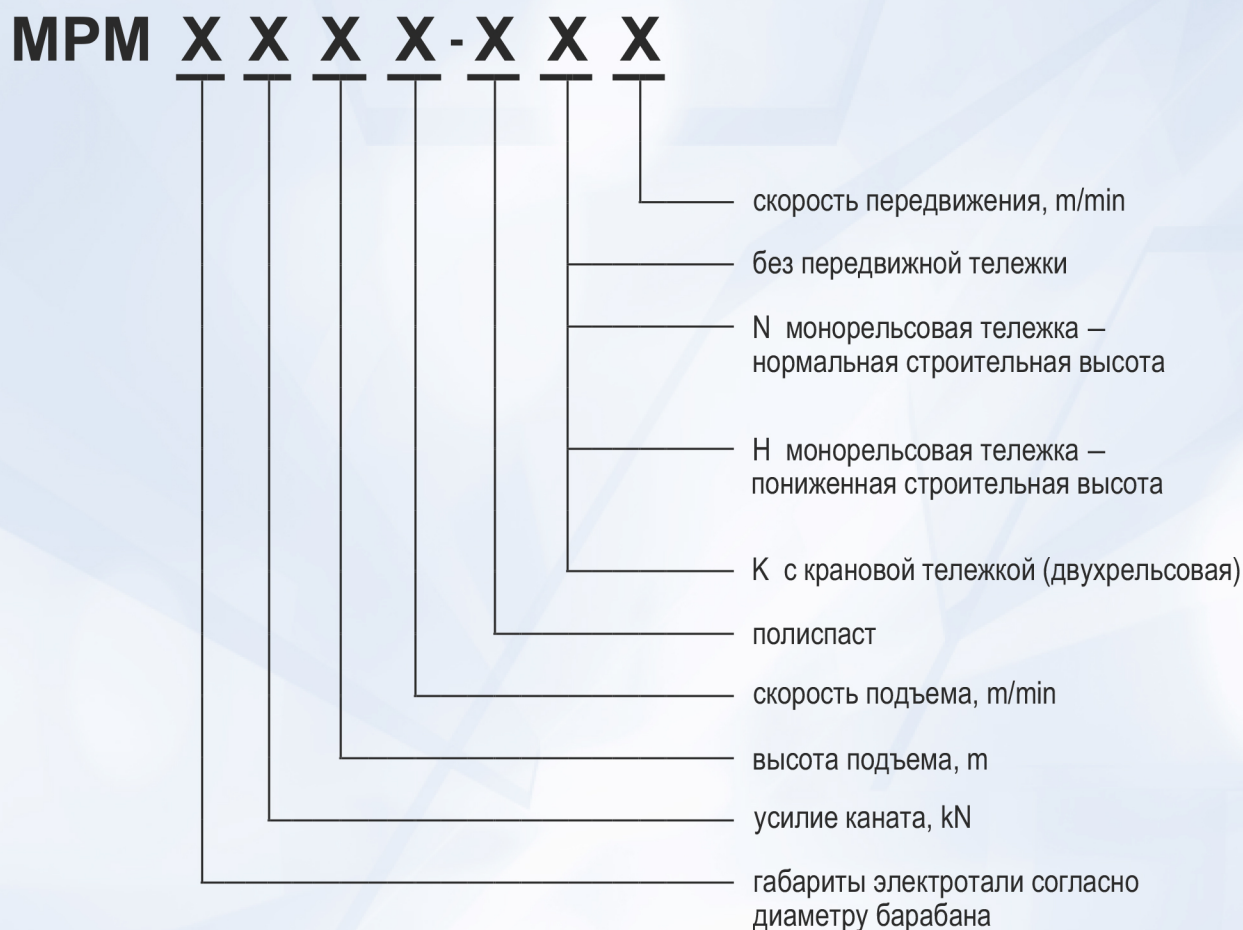 MPM X X X X - X X X
скорость передвижения, m/min
без передвижной тележки
N монорельсовая тележка –
нормальная строительная высота
H монорельсовая тележка –
пониженная строительная высота
K с крановой тележкой (двухрельсовая)
полиспаст
скорость подъема, m/min
высота подъема, m
усилие каната, kN
габариты электротали согласно
диаметру барабана